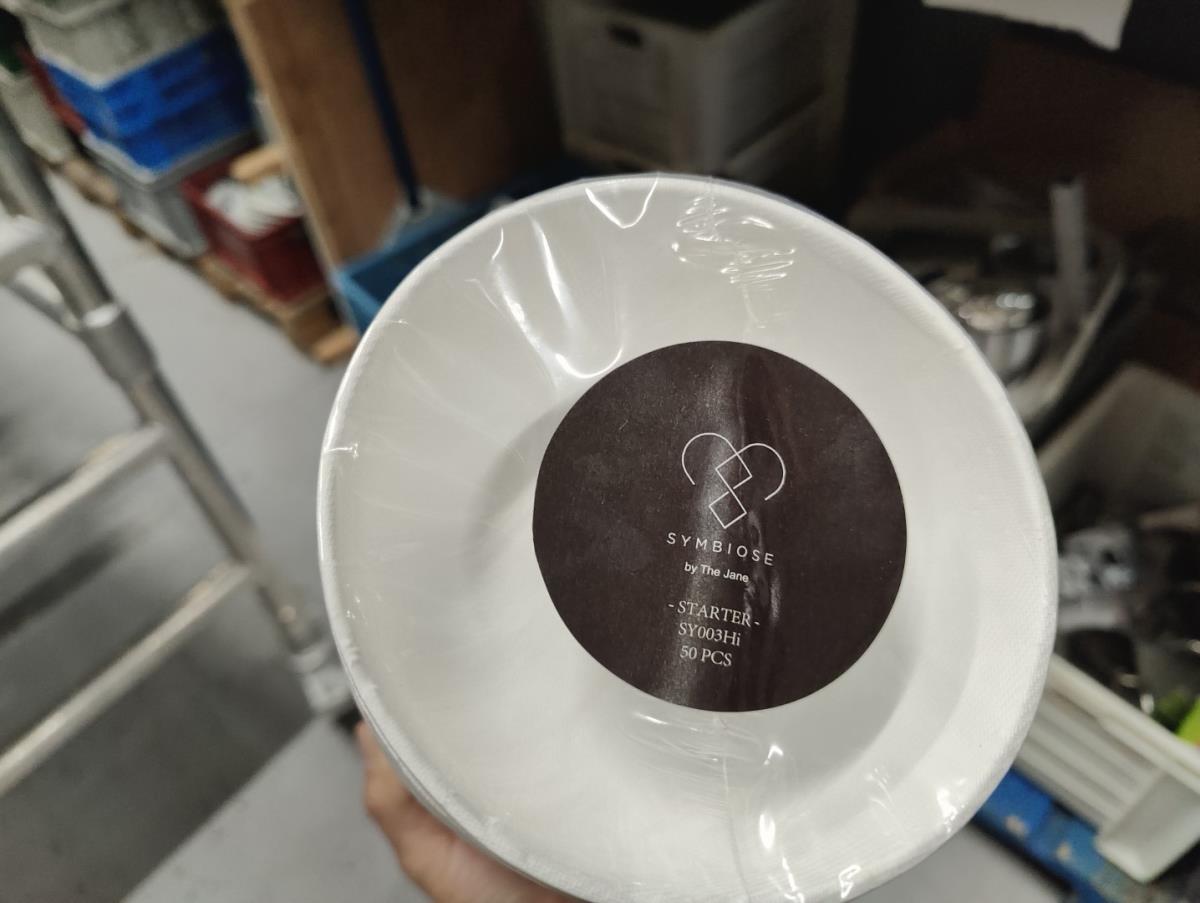 SYMBIOSE
by The Jane
- STARTER -
SY003Hi
50 PCS